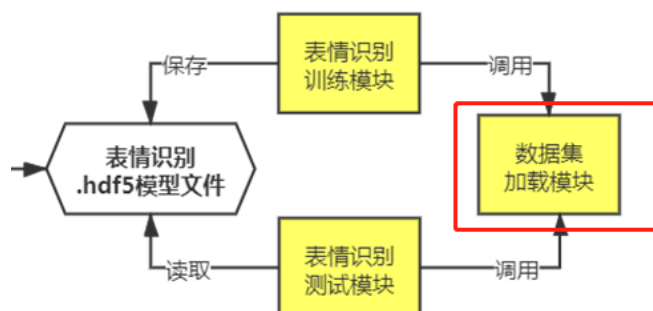 表情识别
训练模块
保存
调用
表情识别
.hdf5模型文件
数据集
加载模块
表情识别
测试模块
读取
调用